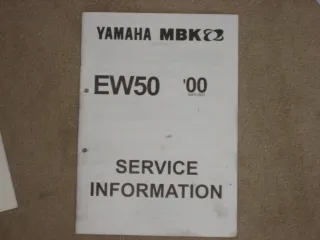 YAMAHA MBK
EW50 '00
SERVICE
INFORMATION